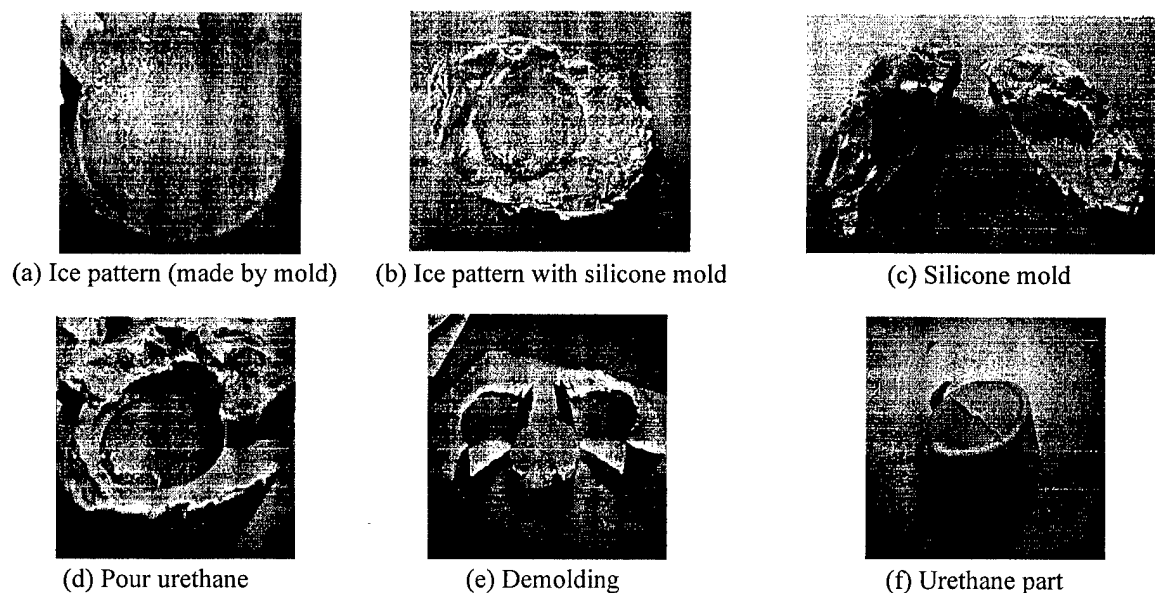 (a) Ice pattern (made by mold)
(b) Ice pattern with silicone mold
(c) Silicone mold
(d) Pour urethane
(e) Demolding
(f) Urethane part